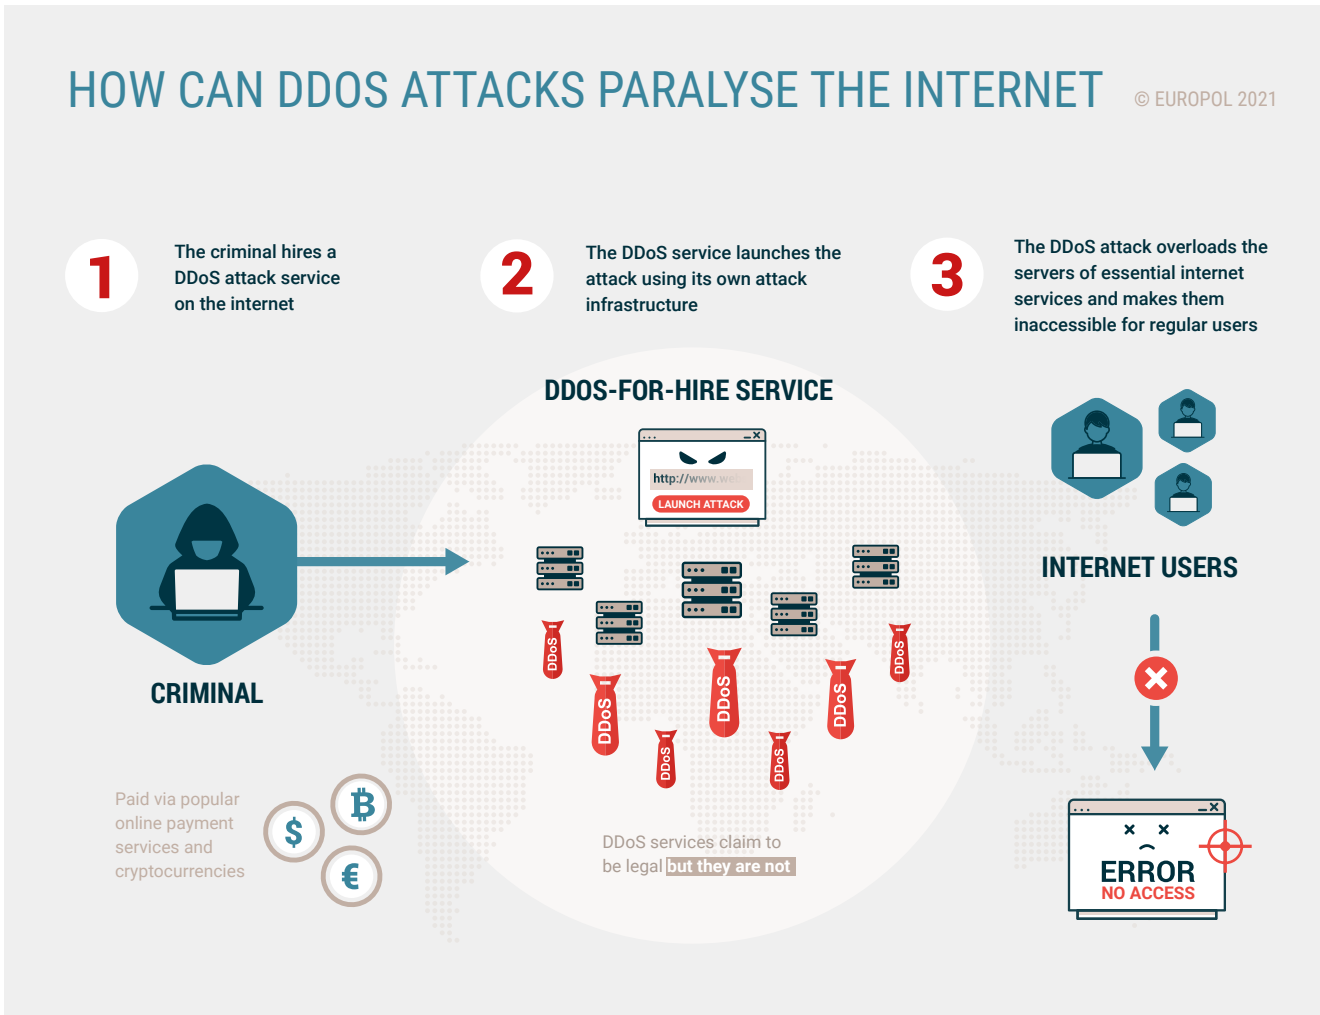 HOW CAN DDOS ATTACKS PARALYSE THE INTERNET
© EUROPOL 2021
1
The criminal hires a
DDoS attack service
on the internet
2
The DDoS service launches the
attack using its own attack
infrastructure
3
The DDoS attack overloads the
servers of essential internet
services and makes them
inaccessible for regular users
DDOS-FOR-HIRE SERVICE
http://www.web
LAUNCH ATTACK
CRIMINAL
Paid via popular
online payment
services and
cryptocurrencies
$
₿
€
DDoS
DDoS
DDoS
DDoS
DDoS
DDoS
DDoS
DDoS services claim to
be legal but they are not
INTERNET USERS
ERROR
NO ACCESS